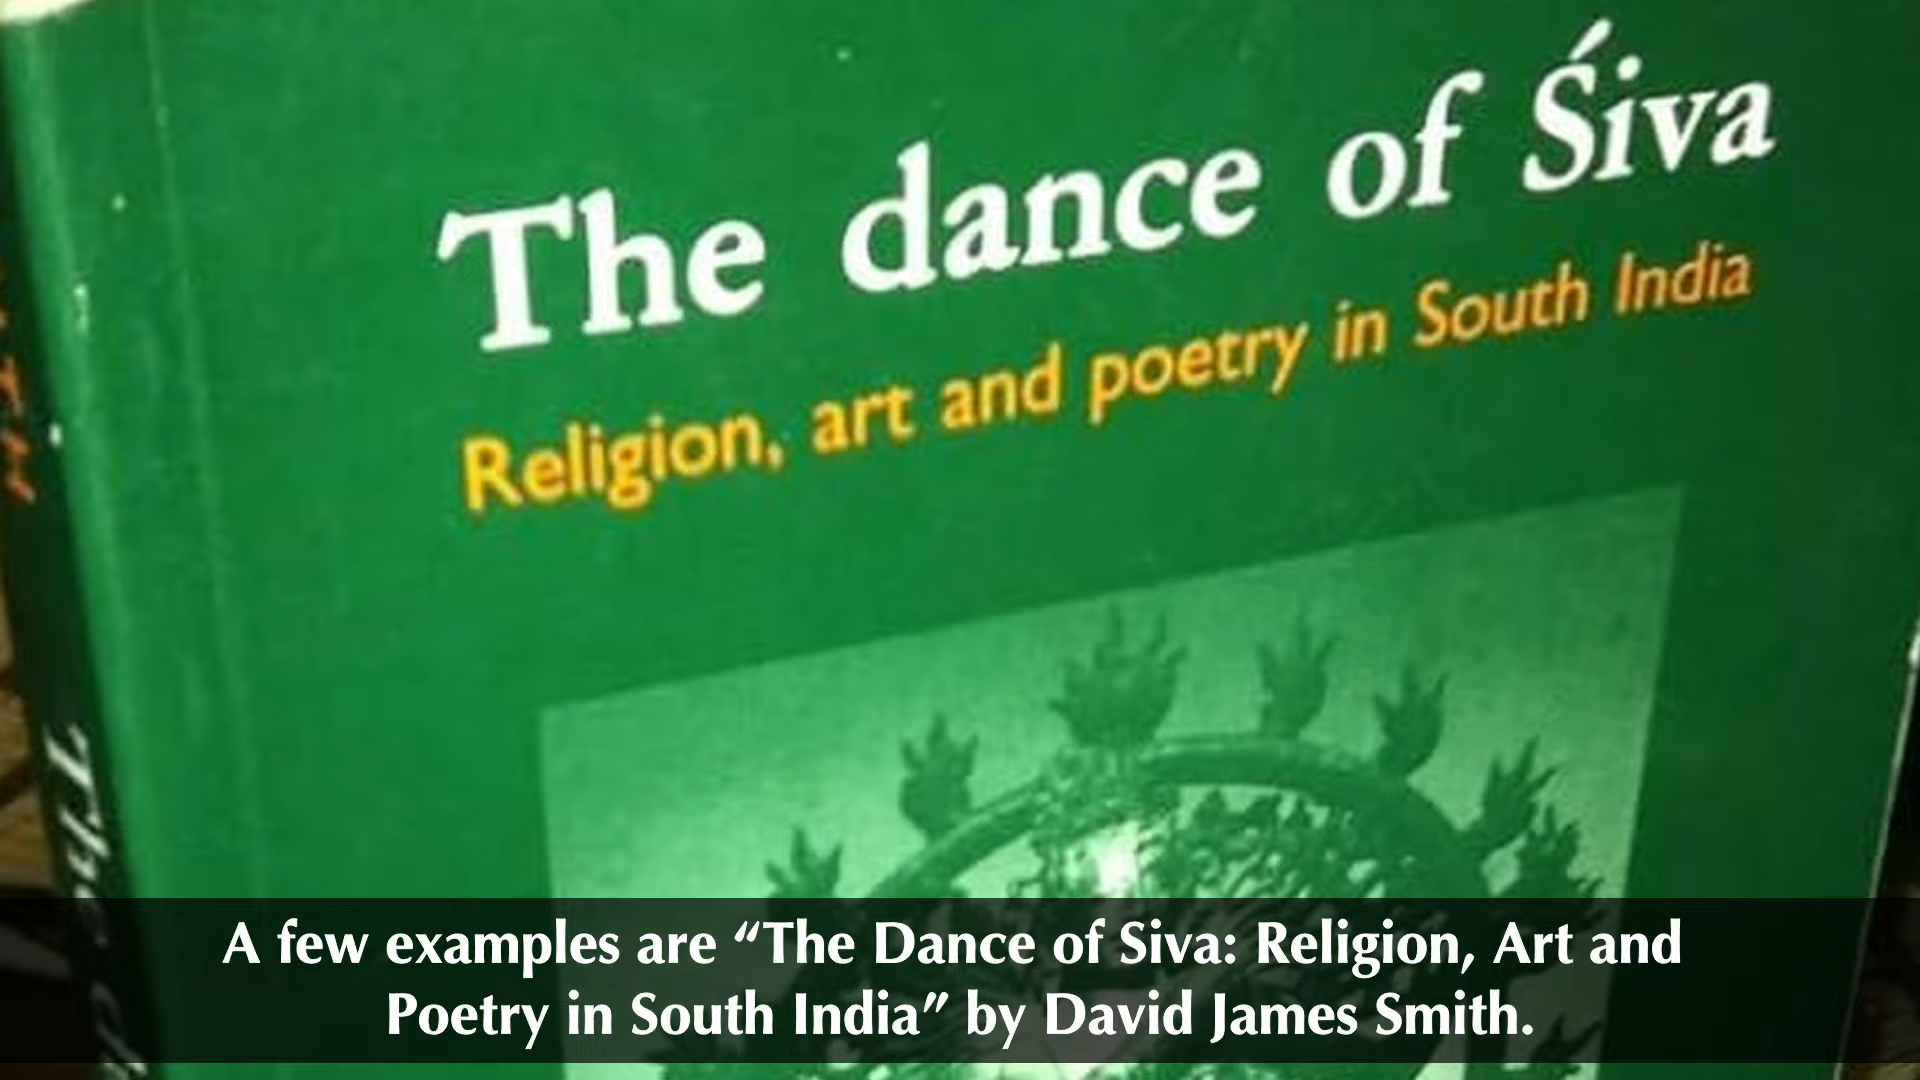 The dance of Śiva
Religion, art and poetry in South India
A few examples are “The Dance of Siva: Religion, Art and
Poetry in South India” by David James Smith.